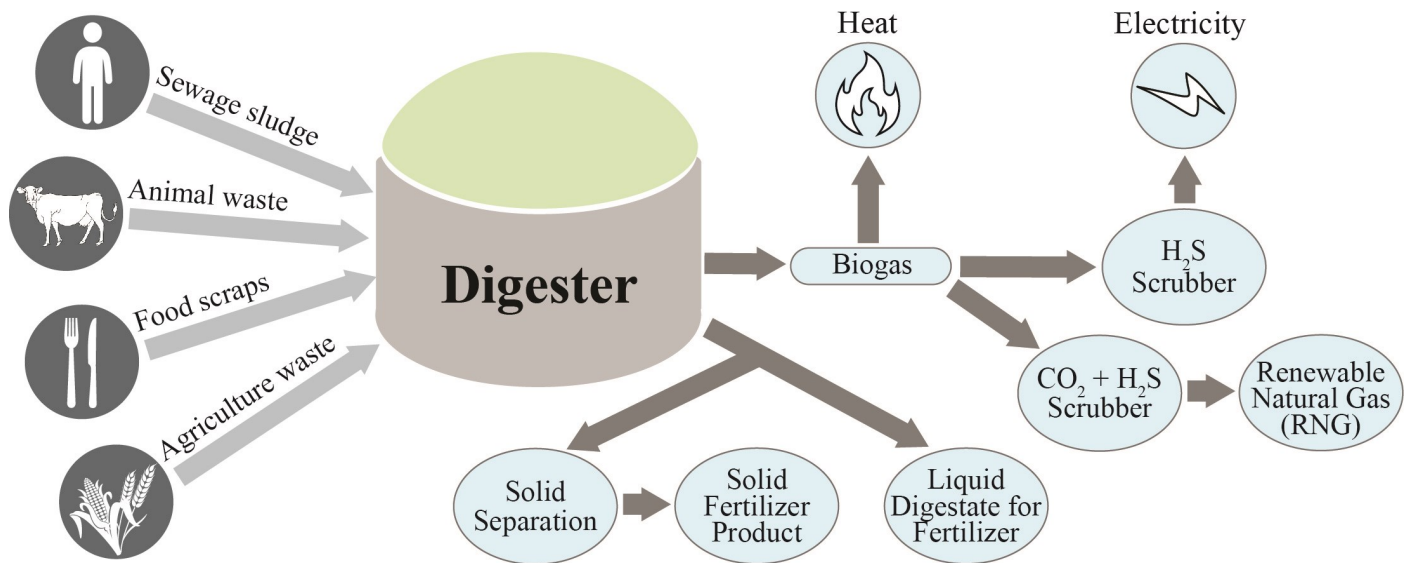 Heat
Electricity
Sewage sludge
Animal waste
Food scraps
Agriculture waste
Digester
Biogas
H₂S
Scrubber
CO₂ + H₂S
Scrubber
Renewable
Natural Gas
(RNG)
Solid
Separation
Solid
Fertilizer
Product
Liquid
Digestate for
Fertilizer